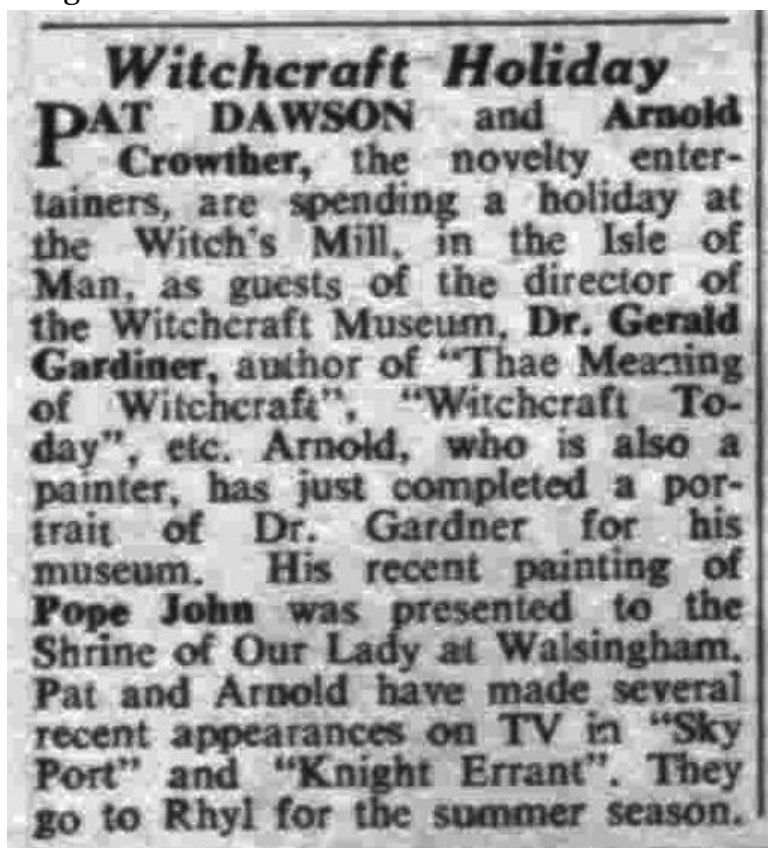 Witchcraft Holiday
PAT DAWSON and Arnold
Crowther, the novelty enter-
tainers, are spending a holiday at
the Witch's Mill, in the Isle of
Man, as guests of the director of
the Witchcraft Museum, Dr. Gerald
Gardiner, author of "Thae Meaning
of Witchcraft", "Witchcraft To-
day", etc. Arnold, who is also a
painter, has just completed a por-
trait of Dr. Gardner for his
museum. His recent painting of
Pope John was presented to the
Shrine of Our Lady at Walsingham.
Pat and Arnold have made several
recent appearances on TV in "Sky
Port" and "Knight Errant". They
go to Rhyl for the summer season.